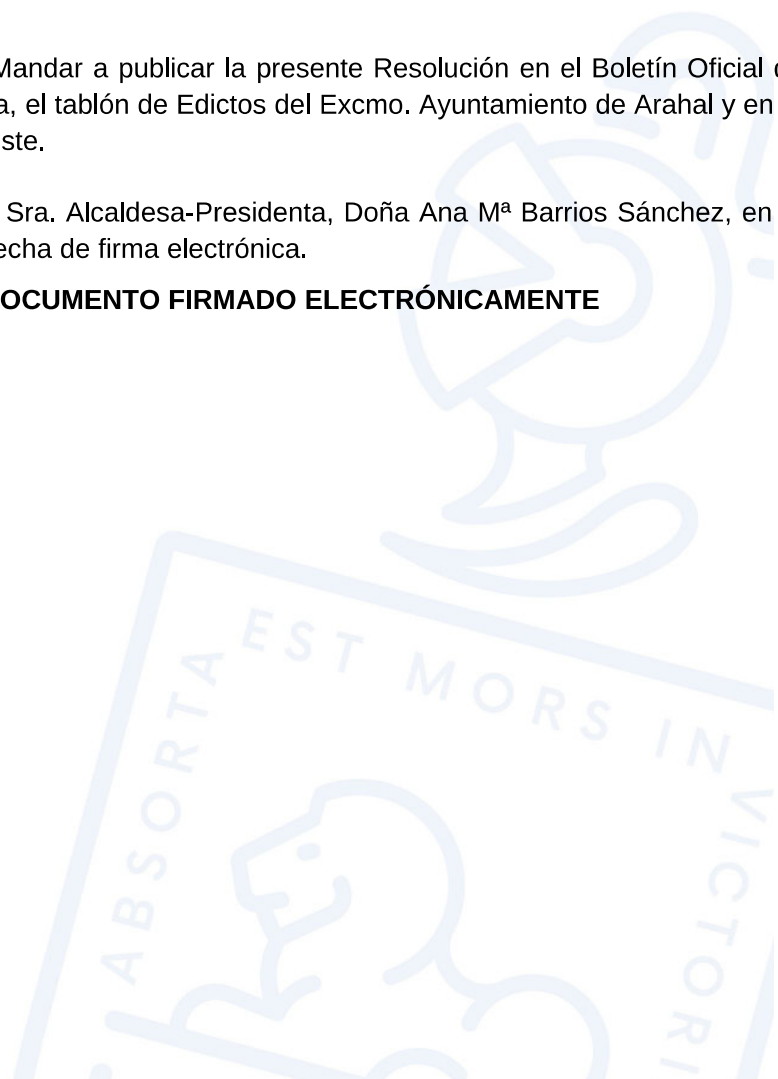 Mandar a publicar la presente Resolución en el Boletín Oficial
a, el tablón de Edictos del Excmo. Ayuntamiento de Arahal y en
ste.
Sra. Alcaldesa-Presidenta, Doña Ana Mª Barrios Sánchez, en
echa de firma electrónica.
OCUMENTO FIRMADO ELECTRÓNICAMENTE
ABSORTA EST MORS IN VICTORI